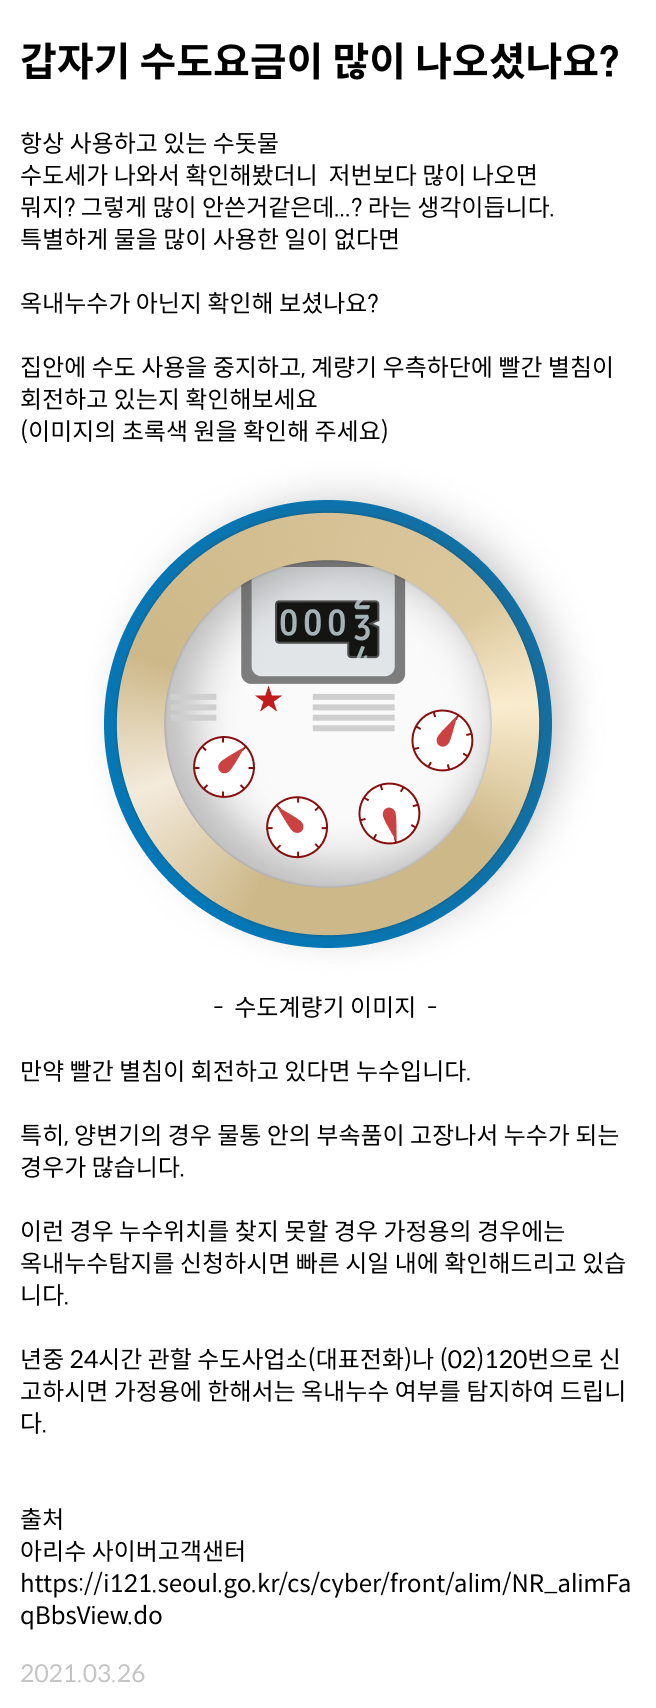 갑자기 수도요금이 많이 나오셨나요?
항상 사용하고 있는 수돗물
수도세가 나와서 확인해봤더니  저번보다 많이 나오면
뭐지? 그렇게 많이 안쓴거같은데...? 라는 생각이듭니다.
특별하게 물을 많이 사용한 일이 없다면
옥내누수가 아닌지 확인해 보셨나요?
집안에 수도 사용을 중지하고, 계량기 우측하단에 빨간 별침이
회전하고 있는지 확인해보세요
(이미지의 초록색 원을 확인해 주세요)
0003
-  수도계량기 이미지  -
만약 빨간 별침이 회전하고 있다면 누수입니다.
특히, 양변기의 경우 물통 안의 부속품이 고장나서 누수가 되는
경우가 많습니다.
이런 경우 누수위치를 찾지 못할 경우 가정용의 경우에는
옥내누수탐지를 신청하시면 빠른 시일 내에 확인해드리고 있습
니다.
년중 24시간 관할 수도사업소(대표전화)나 (02)120번으로 신
고하시면 가정용에 한해서는 옥내누수 여부를 탐지하여 드립니
다.
출처
아리수 사이버고객샌터
https://i121.seoul.go.kr/cs/cyber/front/alim/NR_alimFa
qBbsView.do
2021.03.26